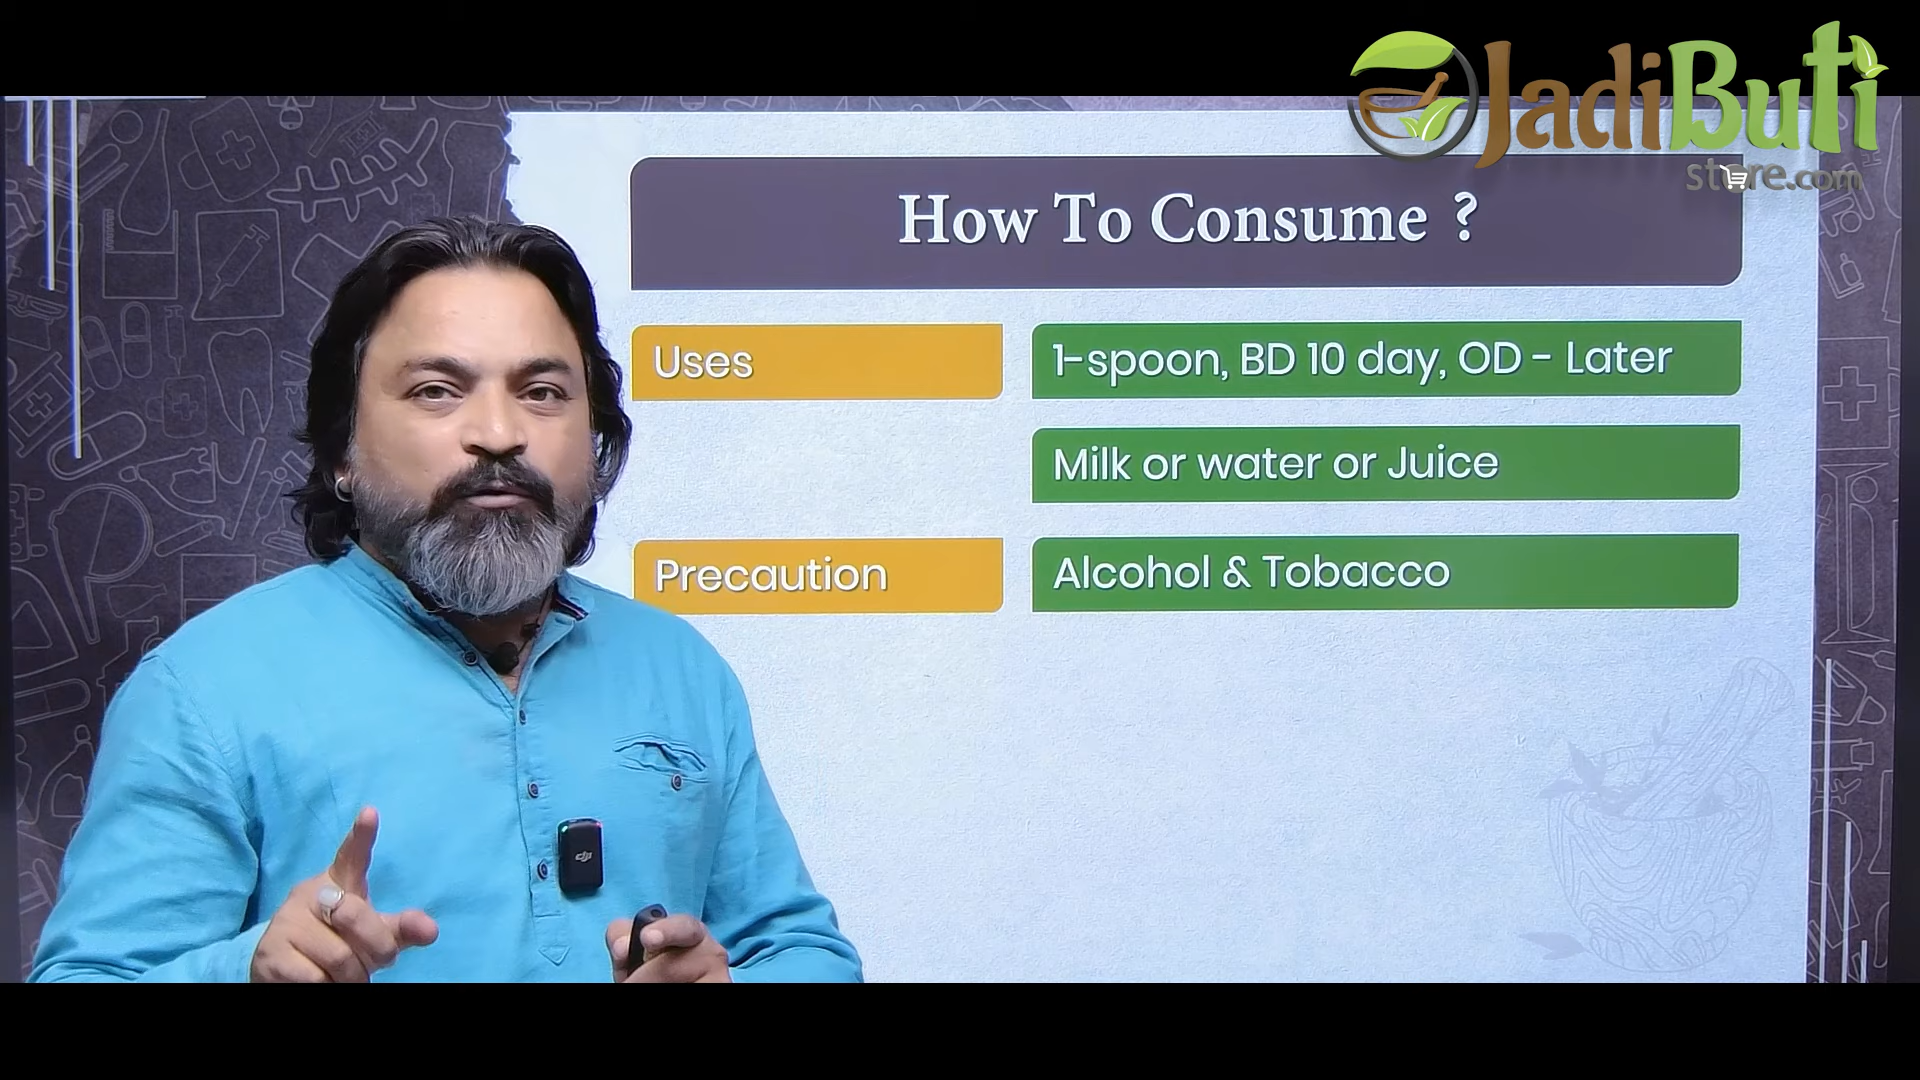 JadiButi
store.com
How To Consume ?
Uses
1-spoon, BD 10 day, OD - Later
Milk or water or Juice
Precaution
Alcohol & Tobacco
dji